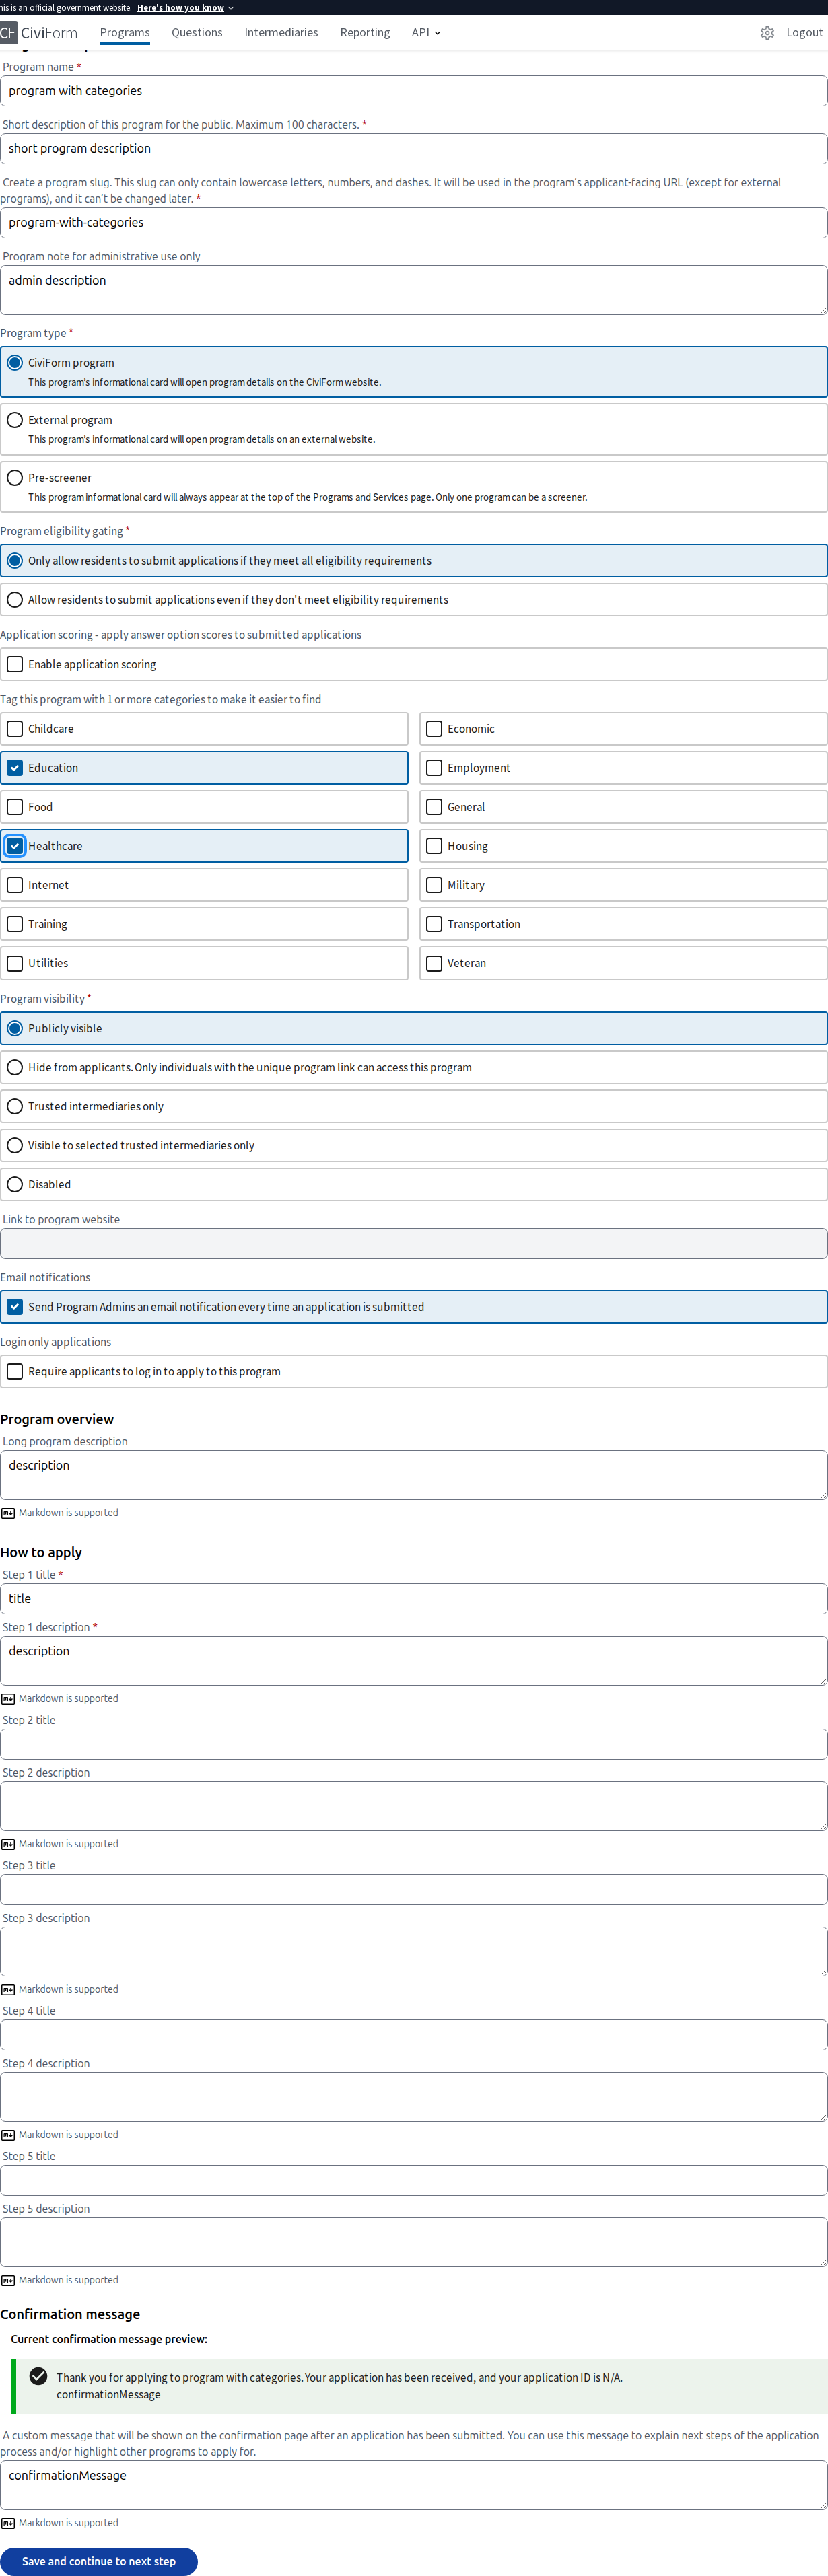 his is an official government website. Here's how you know
CF CiviForm Programs Questions Intermediaries Reporting API Logout
Program name *
program with categories
Short description of this program for the public. Maximum 100 characters. *
short program description
Create a program slug. This slug can only contain lowercase letters, numbers, and dashes. It will be used in the program's applicant-facing URL (except for external
programs), and it can't be changed later. *
program-with-categories
Program note for administrative use only
admin description
Program type *
CiviForm program
This program's informational card will open program details on the CiviForm website.
External program
This program's informational card will open program details on an external website.
Pre-screener
This program informational card will always appear at the top of the Programs and Services page. Only one program can be a screener.
Program eligibility gating *
Only allow residents to submit applications if they meet all eligibility requirements
Allow residents to submit applications even if they don't meet eligibility requirements
Application scoring - apply answer option scores to submitted applications
Enable application scoring
Tag this program with 1 or more categories to make it easier to find
Childcare Economic
Education Employment
Food General
Healthcare Housing
Internet Military
Training Transportation
Utilities Veteran
Program visibility *
Publicly visible
Hide from applicants. Only individuals with the unique program link can access this program
Trusted intermediaries only
Visible to selected trusted intermediaries only
Disabled
Link to program website
Email notifications
Send Program Admins an email notification every time an application is submitted
Login only applications
Require applicants to log in to apply to this program
Program overview
Long program description
description
Markdown is supported
How to apply
Step 1 title *
title
Step 1 description *
description
Markdown is supported
Step 2 title
Step 2 description
Markdown is supported
Step 3 title
Step 3 description
Markdown is supported
Step 4 title
Step 4 description
Markdown is supported
Step 5 title
Step 5 description
Markdown is supported
Confirmation message
Current confirmation message preview:
Thank you for applying to program with categories. Your application has been received, and your application ID is N/A.
confirmationMessage
A custom message that will be shown on the confirmation page after an application has been submitted. You can use this message to explain next steps of the application
process and/or highlight other programs to apply for.
confirmationMessage
Markdown is supported
Save and continue to next step